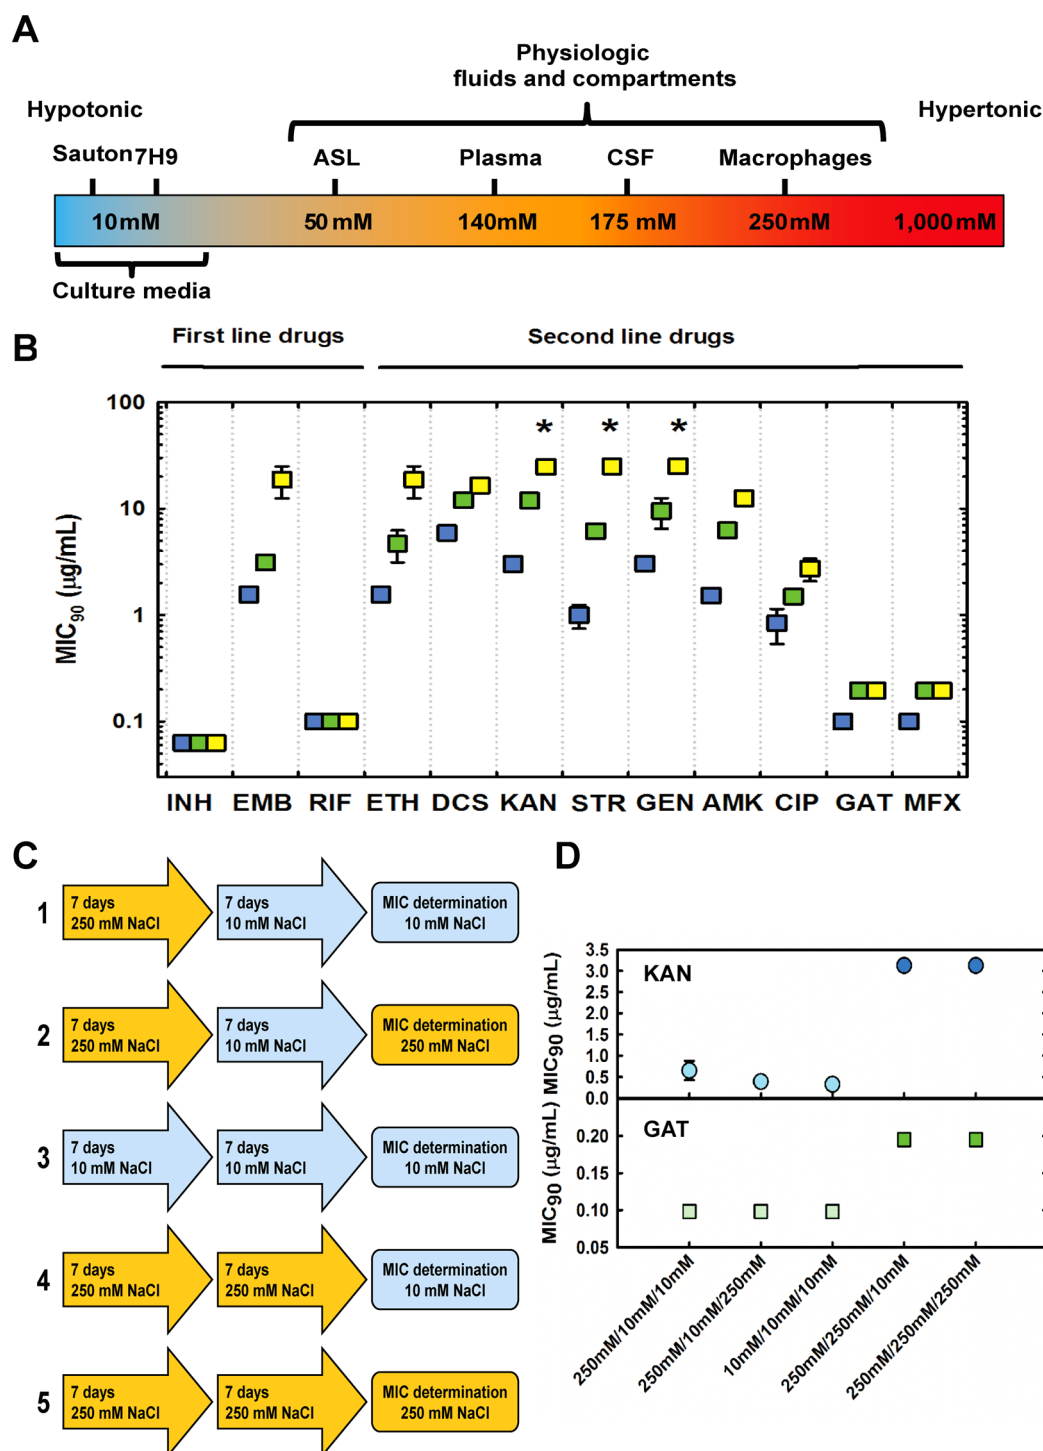 A
Physiologic
fluids and compartments
Hypotonic
Hypertonic
Sauton 7H9
ASL
Plasma
CSF
Macrophages
10 mM
50 mM
140mM
175 mM
250 mM
1,000 mM
Culture media
B
First line drugs
Second line drugs
* * *
MIC90 (µg/mL)
100
10
1
0.1
INH EMB RIF ETH DCS KAN STR GEN AMK CIP GAT MFX
C
1
7 days
250 mM NaCl
7 days
10 mM NaCl
MIC determination
10 mM NaCl
2
7 days
250 mM NaCl
7 days
10 mM NaCl
MIC determination
250 mM NaCl
3
7 days
10 mM NaCl
7 days
10 mM NaCl
MIC determination
10 mM NaCl
4
7 days
250 mM NaCl
7 days
250 mM NaCl
MIC determination
10 mM NaCl
5
7 days
250 mM NaCl
7 days
250 mM NaCl
MIC determination
250 mM NaCl
D
MIC90 (µg/mL)
3.5
3.0
2.5
2.0
1.5
1.0
0.5
0.0
KAN
MIC90 (µg/mL)
0.20
0.15
0.10
0.05
GAT
250mM/10mM/10mM
250mM/10mM/250mM
10mM/10mM/10mM
250mM/250mM/10mM
250mM/250mM/250mM